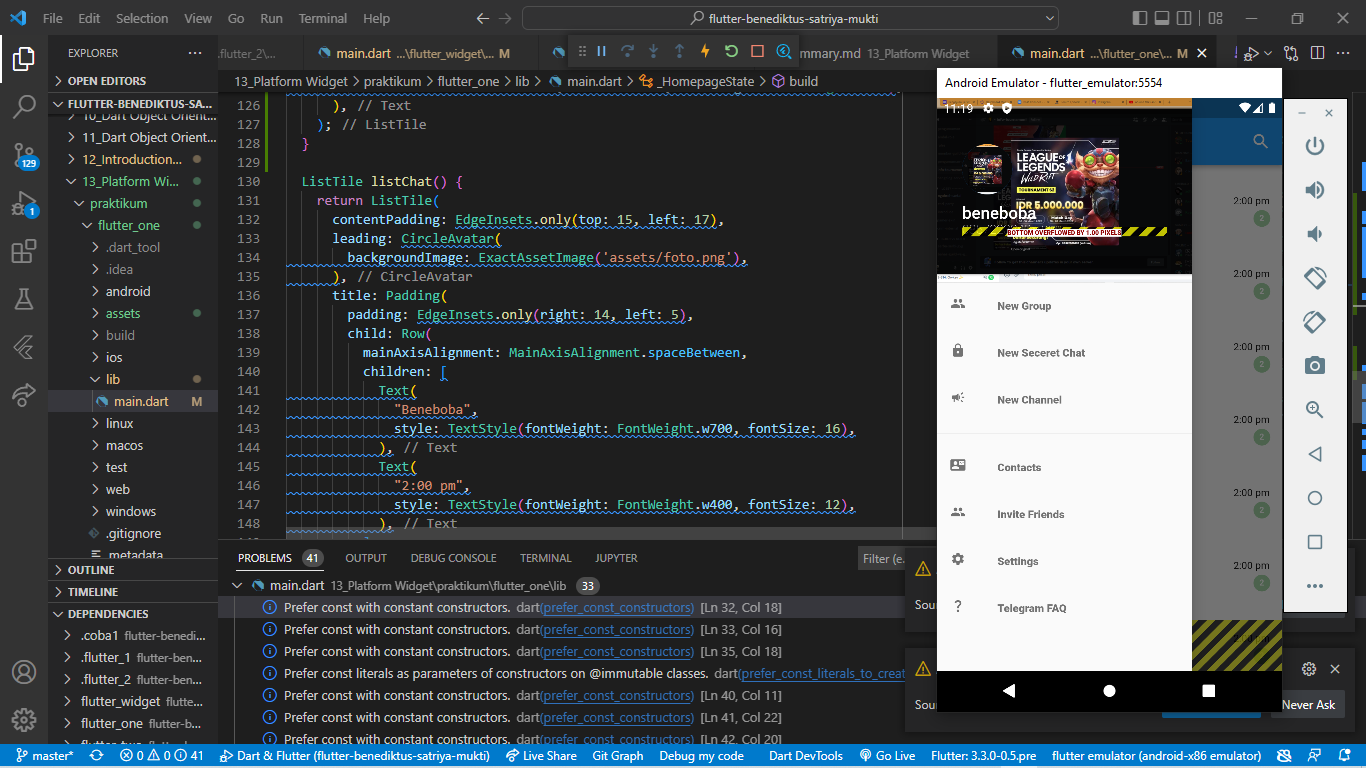 File Edit Selection View Go Run Terminal Help
flutter-benediktus-satriya-mukti
EXPLORER
.flutter_2\
main.dart ...\flutter_widget\... M
mmary.md 13_Platform Widget
main.dart ...\flutter_one\... M
13_Platform Widget > praktikum > flutter_one > lib > main.dart > _HomepageState > build
OPEN EDITORS
FLUTTER-BENEDIKTUS-SA...
10_Dart Object Orient...
11_Dart Object Orient...
12_Introduction...
13_Platform Wi...
praktikum
flutter_one
.dart_tool
.idea
android
assets
build
ios
lib
main.dart M
linux
macos
test
web
windows
.gitignore
.metadata
OUTLINE
TIMELINE
DEPENDENCIES
.coba1 flutter-benedi...
.flutter_1 flutter-ben...
.flutter_2 flutter-ben...
flutter_widget flutte...
flutter_one flutter-b...
129
1
126 ), // Text
127 ); // ListTile
128 }
129
130 ListTile listChat() {
131 return ListTile(
132 contentPadding: EdgeInsets.only(top: 15, left: 17),
133 leading: CircleAvatar(
134 backgroundImage: ExactAssetImage('assets/foto.png'),
135 ), // CircleAvatar
136 title: Padding(
137 padding: EdgeInsets.only(right: 14, left: 5),
138 child: Row(
139 mainAxisAlignment: MainAxisAlignment.spaceBetween,
140 children: [
141 Text(
142 "Beneboba",
143 style: TextStyle(fontWeight: FontWeight.w700, fontSize: 16),
144 ), // Text
145 Text(
146 "2:00 pm",
147 style: TextStyle(fontWeight: FontWeight.w400, fontSize: 12),
148 ), // Text
PROBLEMS 41 OUTPUT DEBUG CONSOLE TERMINAL JUPYTER
Filter (e.
main.dart 13_Platform Widget\praktikum\flutter_one\lib 33
Prefer const with constant constructors. dart(prefer_const_constructors) [Ln 32, Col 18]
Prefer const with constant constructors. dart(prefer_const_constructors) [Ln 33, Col 16]
Prefer const with constant constructors. dart(prefer_const_constructors) [Ln 35, Col 18]
Prefer const literals as parameters of constructors on @immutable classes. dart(prefer_const_literals_to_creat
Prefer const with constant constructors. dart(prefer_const_constructors) [Ln 40, Col 11]
Prefer const with constant constructors. dart(prefer_const_constructors) [Ln 41, Col 22]
Prefer const with constant constructors. dart(prefer_const_constructors) [Ln 42, Col 20]
Android Emulator - flutter_emulator:5554
11:19
LEAGUE OF
LEGENDS
WILD RIFT
TOURNAMENT 52
IDR 5.000.000
beneboba
BOTTOM OVERFLOWED BY 1.00 PIXELS
New Group
New Seceret Chat
New Channel
Contacts
Invite Friends
Settings
Telegram FAQ
2:00 pm
2
2:00 pm
2
2:00 pm
2
2:00 pm
2
2:00 pm
2
2:00 pm
2
Sou
Sou
Never Ask
master* 0 0 41 Dart & Flutter (flutter-benediktus-satriya-mukti) Live Share Git Graph Debug my code Dart DevTools Go Live Flutter: 3.3.0-0.5.pre flutter emulator (android-x86 emulator)